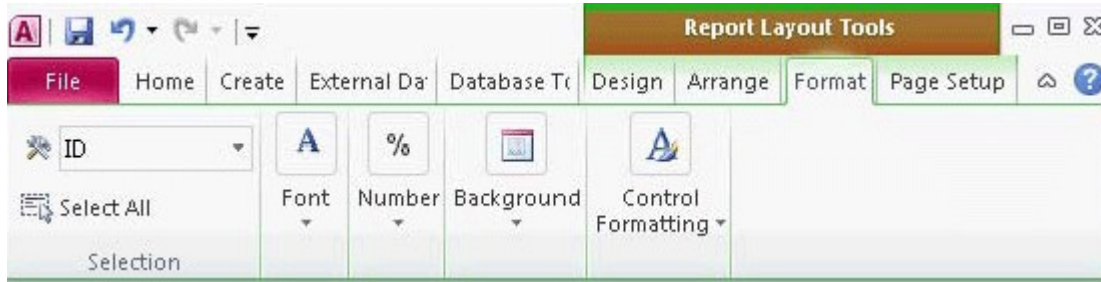 A
Report Layout Tools
File Home Create External Da Database To Design Arrange Format Page Setup ?
ID A % A
Select All Font Number Background Control
Formatting
Selection